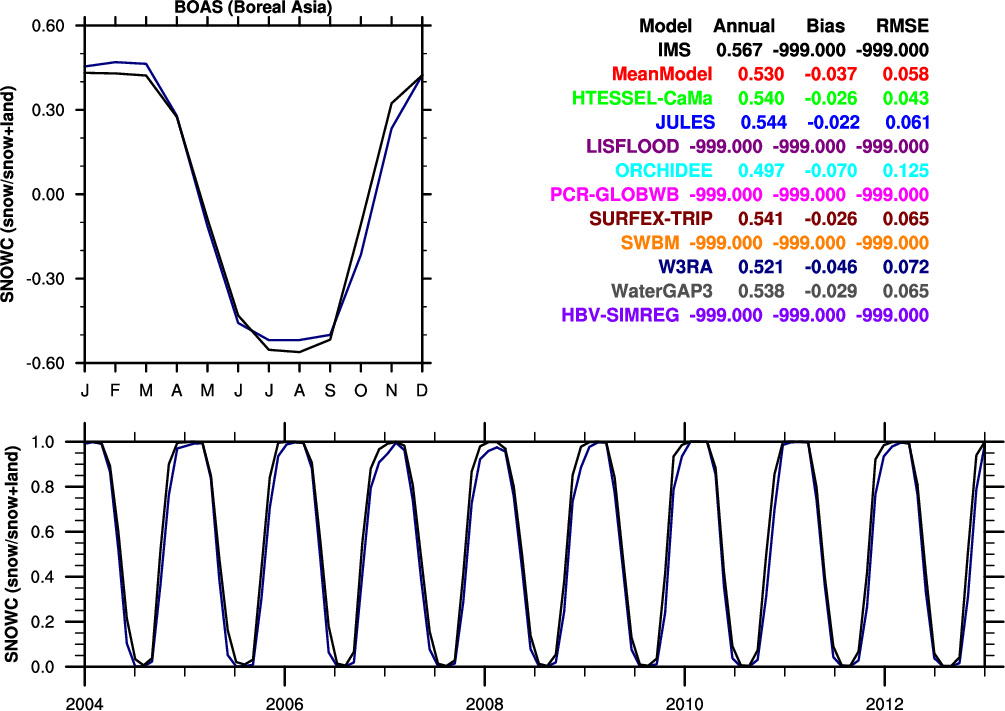 BOAS (Boreal Asia)
SNOWC (snow/snow+land)
0.60
0.30
0.00
-0.30
-0.60
J F M A M J J A S O N D
Model Annual Bias RMSE
IMS 0.567 -999.000 -999.000
MeanModel 0.530 -0.037 0.058
HTESSEL-CaMa 0.540 -0.026 0.043
JULES 0.544 -0.022 0.061
LISFLOOD -999.000 -999.000 -999.000
ORCHIDEE 0.497 -0.070 0.125
PCR-GLOBWB -999.000 -999.000 -999.000
SURFEX-TRIP 0.541 -0.026 0.065
SWBM -999.000 -999.000 -999.000
W3RA 0.521 -0.046 0.072
WaterGAP3 0.538 -0.029 0.065
HBV-SIMREG -999.000 -999.000 -999.000
SNOWC (snow/snow+land)
1.0
0.8
0.6
0.4
0.2
0.0
2004 2006 2008 2010 2012